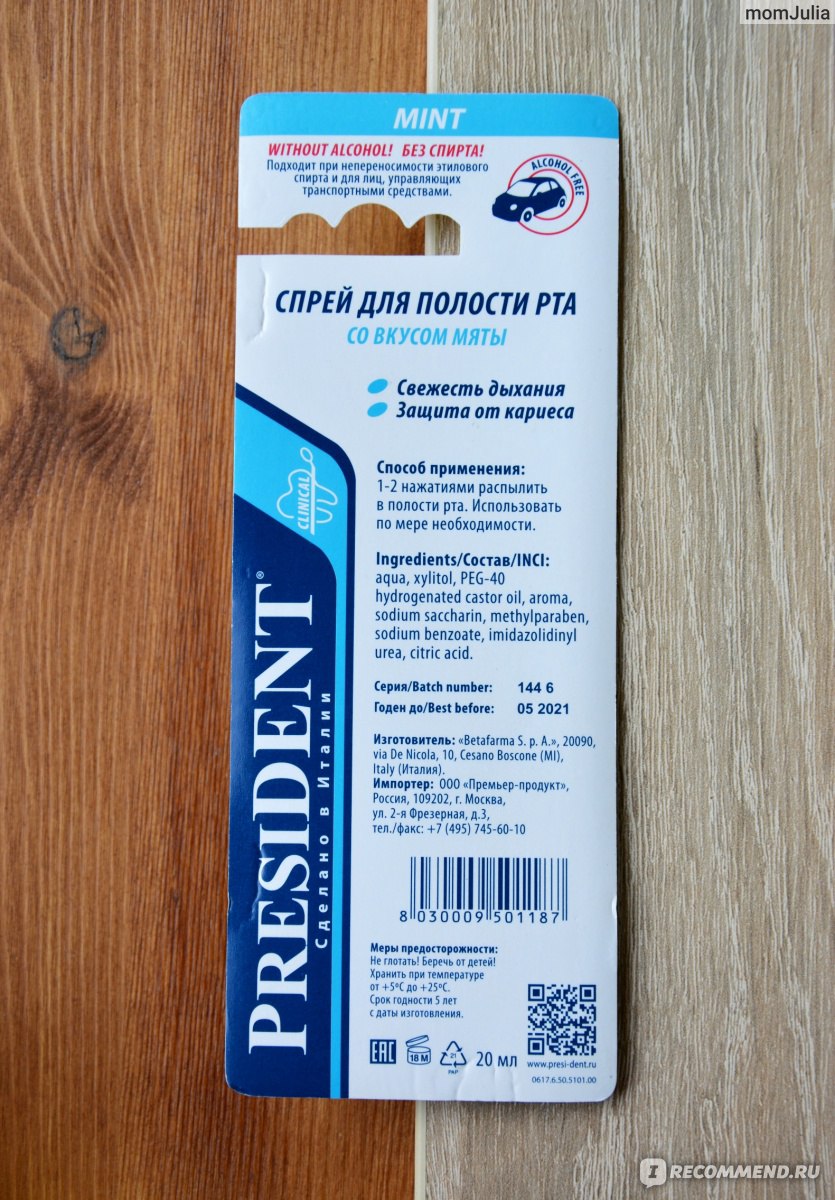 momJulia
MINT
WITHOUT ALCOHOL! БЕЗ СПИРТА!
Подходит при непереносимости этилового
спирта и для лиц, управляющих
транспортными средствами.
ALCOHOL FREE
СПРЕЙ ДЛЯ ПОЛОСТИ РТА
СО ВКУСОМ МЯТЫ
Свежесть дыхания
Защита от кариеса
CLINICAL
PRESIDENT®
Сделано в Италии
Способ применения:
1-2 нажатиями распылить
в полости рта. Использовать
по мере необходимости.
Ingredients/Состав/INCI:
aqua, xylitol, PEG-40
hydrogenated castor oil, aroma,
sodium saccharin, methylparaben,
sodium benzoate, imidazolidinyl
urea, citric acid.
Серия/Batch number: 144 6
Годен до/Best before: 05 2021
Изготовитель: «Betafarma S. p. A.», 20090,
via De Nicola, 10, Cesano Boscone (MI),
Italy (Италия).
Импортер: ООО «Премьер-продукт»,
Россия, 109202, г. Москва,
ул. 2-я Фрезерная, д.3,
тел./факс: +7 (495) 745-60-10
8 030009 501187
Меры предосторожности:
Не глотать! Беречь от детей!
Хранить при температуре
от +5ºС до +25ºС.
Срок годности 5 лет
с даты изготовления.
EAC 18 M 21 PAP 20 мл
www.presi-dent.ru
0617.6.50.5101.00
IRECOMMEND.RU